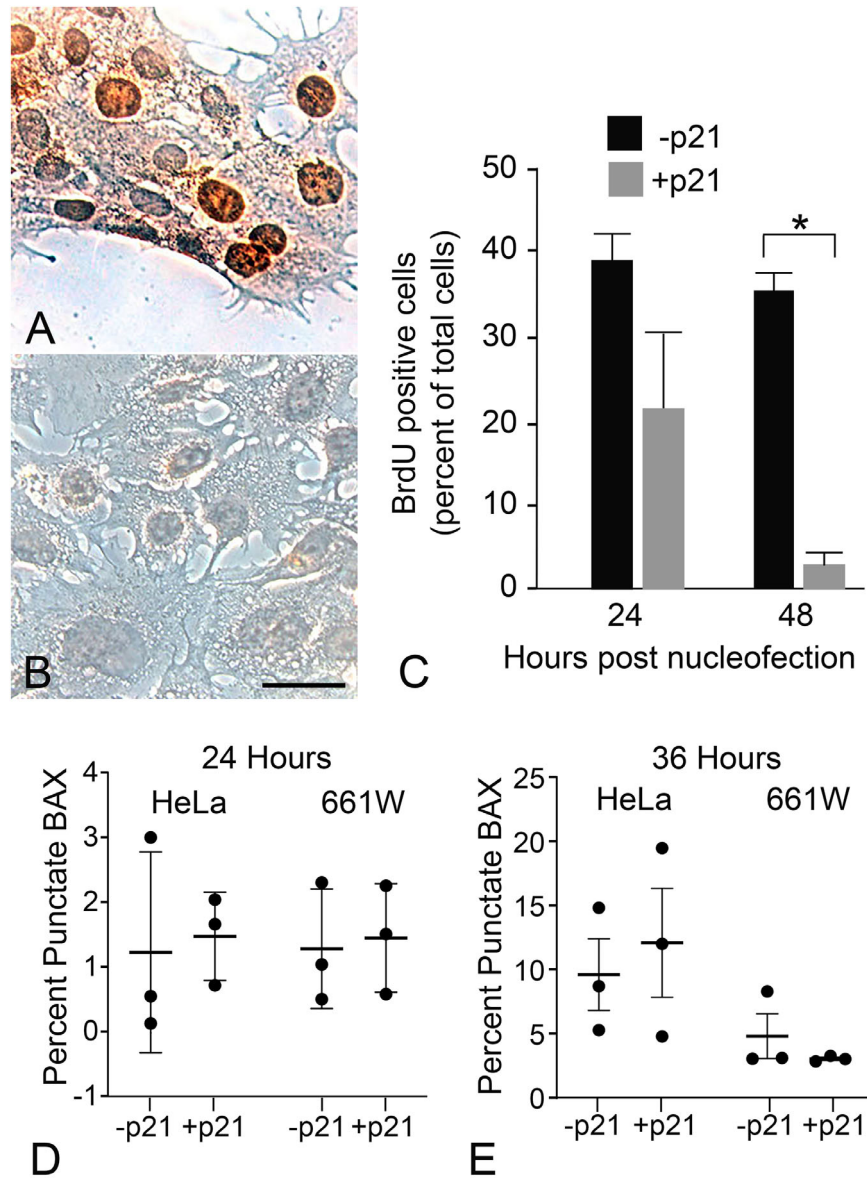 A
B
C
-p21
+p21
BrdU positive cells
(percent of total cells)
50
40
30
20
10
0
*
24
48
Hours post nucleofection
24 Hours
HeLa
661W
Percent Punctate BAX
4
3
2
1
0
-1
-p21
+p21
-p21
+p21
D
36 Hours
HeLa
661W
Percent Punctate BAX
25
20
15
10
5
0
-p21
+p21
-p21
+p21
E